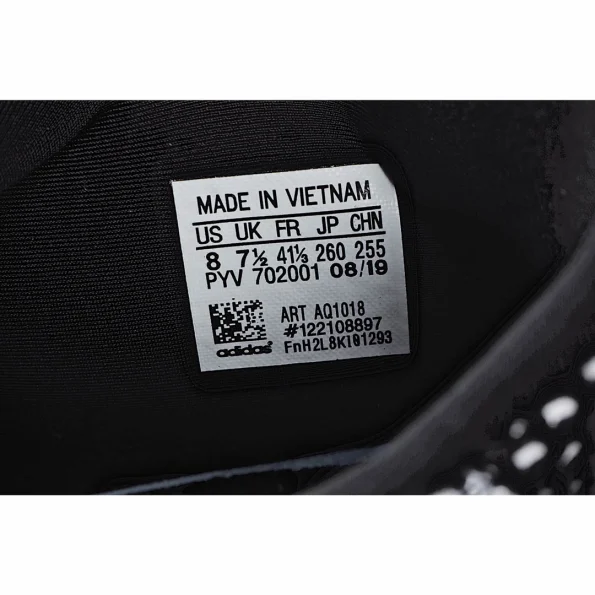 MADE IN VIETNAM
US UK FR JP CHN
8 7½ 41⅓ 260 255
PYV 702001 08/19
ART AQ1018
#122108897
adidas FnH2L8K101293